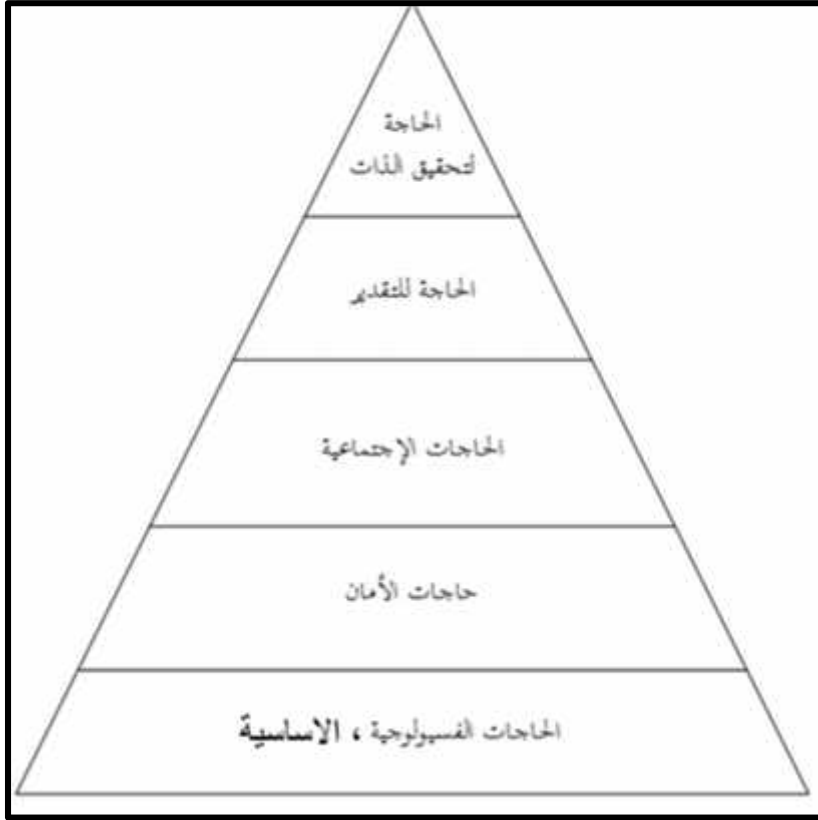 الحاجة
لتحقيق الذات
الحاجة للتقدير
الحاجات الإجتماعية
حاجات الأمان
الحاجات الفسيولوجية ، الاساسية